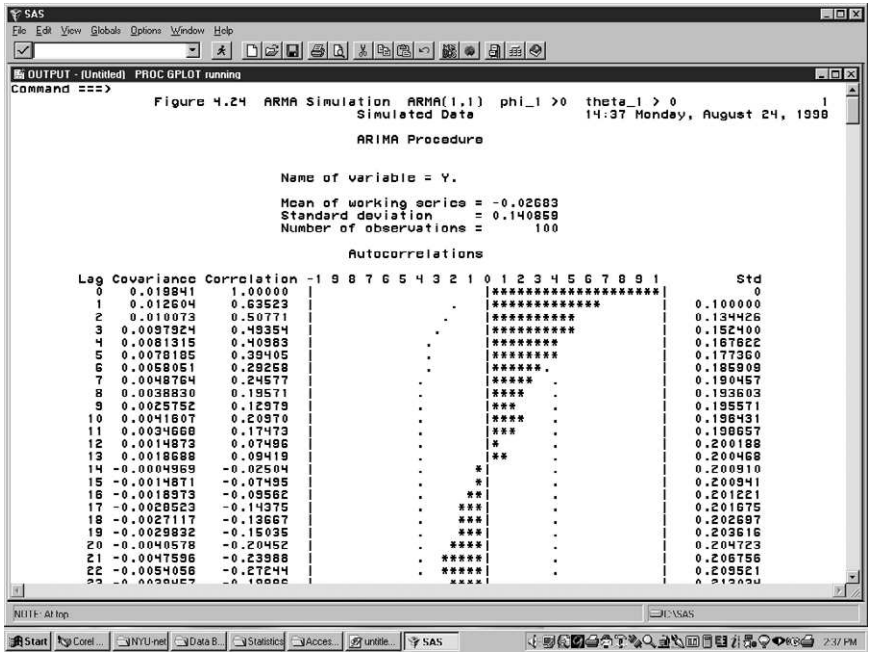 SAS
File Edit View Globals Options Window Help
OUTPUT - (Untitled) PROC GPLOT running
Command ===>
Figure 4.24 ARMA Simulation ARMA(1,1) phi_1 >0 theta_1 > 0 1
Simulated Data 14:37 Monday, August 24, 1998
ARIMA Procedure
Name of variable = Y.
Mean of working series = -0.02683
Standard deviation = 0.140859
Number of observations = 100
Autocorrelations
Lag Covariance Correlation -1 9 8 7 6 5 4 3 2 1 0 1 2 3 4 5 6 7 8 9 1 Std
0 0.019841 1.00000 | |********************| 0
1 0.012604 0.63523 | . |************* | 0.100000
2 0.010073 0.50771 | . |********** | 0.134426
3 0.0097924 0.49354 | . |********** | 0.152400
4 0.0081315 0.40983 | . |******** | 0.167622
5 0.0078185 0.39405 | . |******** | 0.177360
6 0.0058051 0.29258 | . |******. | 0.185909
7 0.0048764 0.24577 | . |***** . | 0.190457
8 0.0038830 0.19571 | . |**** . | 0.193603
9 0.0025752 0.12979 | . |*** . | 0.195571
10 0.0041607 0.20970 | . |**** . | 0.196431
11 0.0034668 0.17473 | . |*** . | 0.198657
12 0.0014873 0.07496 | . |* . | 0.200188
13 0.0018688 0.09419 | . |** . | 0.200468
14 -0.0004969 -0.02504 | . *| . | 0.200910
15 -0.0014871 -0.07495 | . *| . | 0.200941
16 -0.0018973 -0.09562 | . **| . | 0.201221
17 -0.0028523 -0.14375 | . ***| . | 0.201675
18 -0.0027117 -0.13667 | . ***| . | 0.202697
19 -0.0029832 -0.15035 | . ***| . | 0.203616
20 -0.0040578 -0.20452 | . ****| . | 0.204723
21 -0.0047596 -0.23988 | . *****| . | 0.206756
22 -0.0054056 -0.27244 | . *****| . | 0.209521
NOTE: At top.
C:\SAS
Start Corel ... NYU-net Data B... Statistics Acces... untitle... SAS 2:37 PM